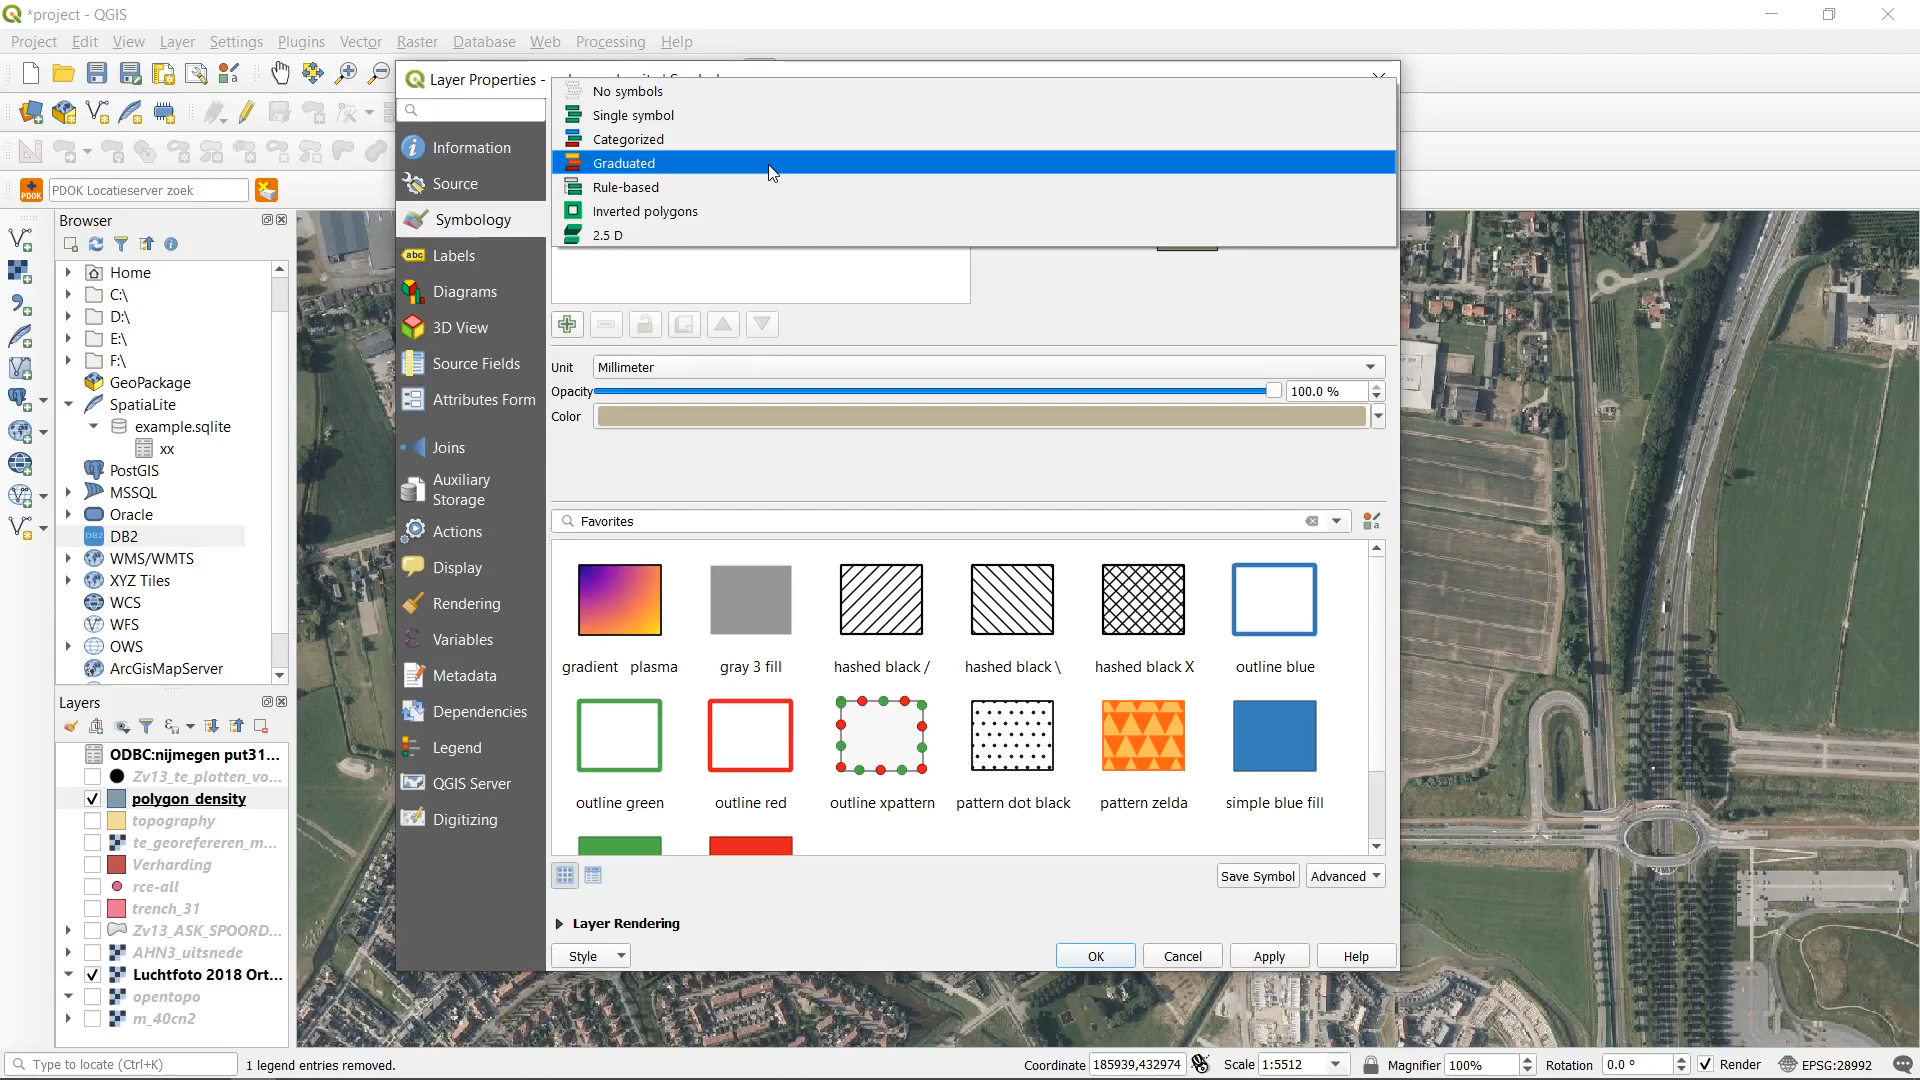 *project - QGIS
Project Edit View Layer Settings Plugins Vector Raster Database Web Processing Help
PDOK PDOK Locatieserver zoek
Layer Properties -
No symbols
Single symbol
Categorized
Graduated
Rule-based
Inverted polygons
2.5 D
Information
Source
Symbology
abc Labels
Diagrams
3D View
Source Fields
Attributes Form
Joins
Auxiliary
Storage
Actions
Display
Rendering
Variables
Metadata
Dependencies
Legend
QGIS Server
Digitizing
Unit Millimeter
Opacity 100.0 %
Color
Favorites
gradient plasma
gray 3 fill
hashed black /
hashed black \
hashed black X
outline blue
outline green
outline red
outline xpattern
pattern dot black
pattern zelda
simple blue fill
Save Symbol Advanced
Layer Rendering
Style OK Cancel Apply Help
Browser
Home
C:\
D:\
E:\
F:\
GeoPackage
SpatiaLite
example.sqlite
xx
PostGIS
MSSQL
Oracle
DB2 DB2
WMS/WMTS
XYZ Tiles
WCS
WFS
OWS
ArcGisMapServer
Layers
ODBC:nijmegen put31...
Zv13_te_plotten_vo...
polygon_density
topography
te_georefereren_m...
Verharding
rce-all
trench_31
Zv13_ASK_SPOORD...
AHN3_uitsnede
Luchtfoto 2018 Ort...
opentopo
m_40cn2
Type to locate (Ctrl+K) 1 legend entries removed. Coordinate 185939,432974 Scale 1:5512 Magnifier 100% Rotation 0.0 ° Render EPSG:28992